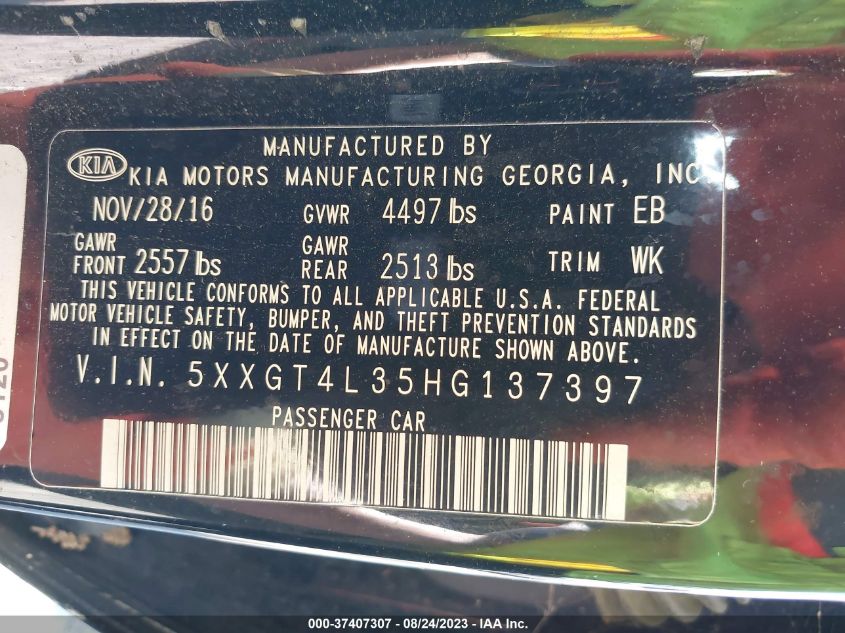 MANUFACTURED BY
KIA KIA MOTORS MANUFACTURING GEORGIA, INC
NOV/28/16 GVWR 4497 lbs PAINT EB
GAWR FRONT 2557 lbs GAWR REAR 2513 lbs TRIM WK
THIS VEHICLE CONFORMS TO ALL APPLICABLE U.S.A. FEDERAL
MOTOR VEHICLE SAFETY, BUMPER, AND THEFT PREVENTION STANDARDS
IN EFFECT ON THE DATE OF MANUFACTURE SHOWN ABOVE.
V.I.N. 5XXGT4L35HG137397
PASSENGER CAR
000-37407307 - 08/24/2023 - IAA Inc.